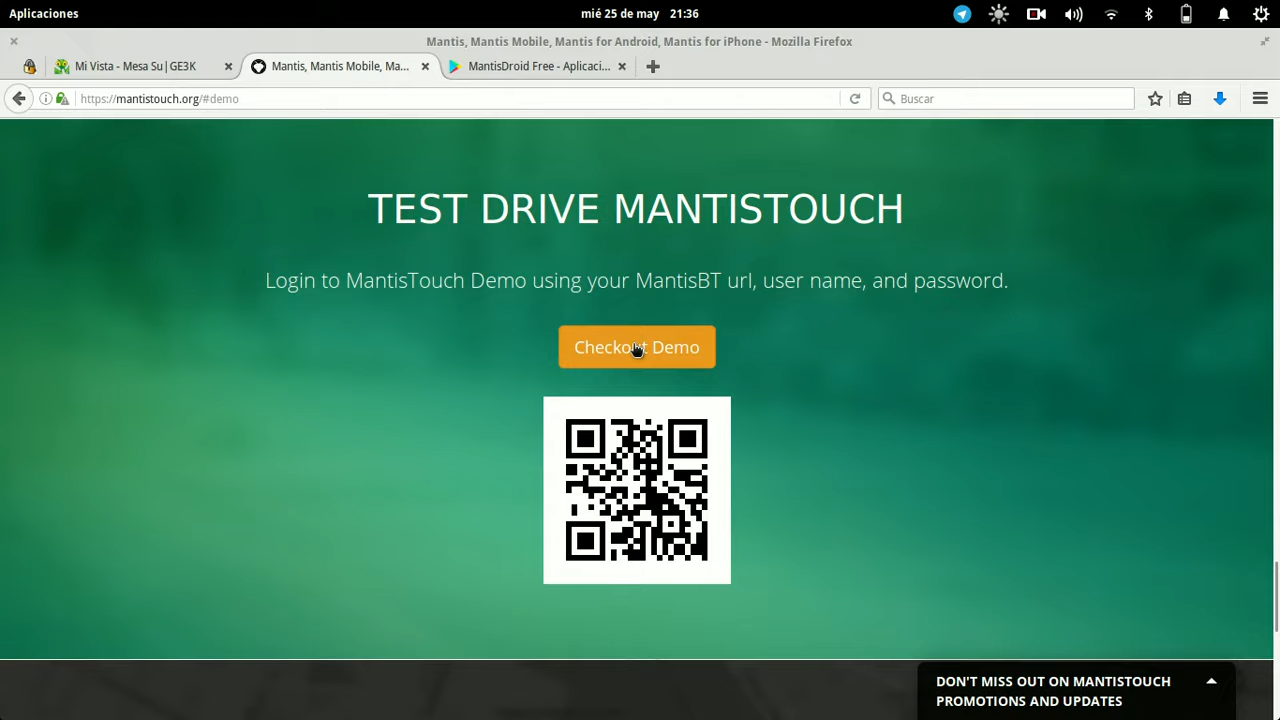 Aplicaciones
mié 25 de may 21:36
Mantis, Mantis Mobile, Mantis for Android, Mantis for iPhone - Mozilla Firefox
Mi Vista - Mesa Su|GE3K
Mantis, Mantis Mobile, Ma...
MantisDroid Free - Aplicaci...
https://mantistouch.org/#demo
Buscar
TEST DRIVE MANTISTOUCH
Login to MantisTouch Demo using your MantisBT url, user name, and password.
Checkout Demo
DON'T MISS OUT ON MANTISTOUCH
PROMOTIONS AND UPDATES